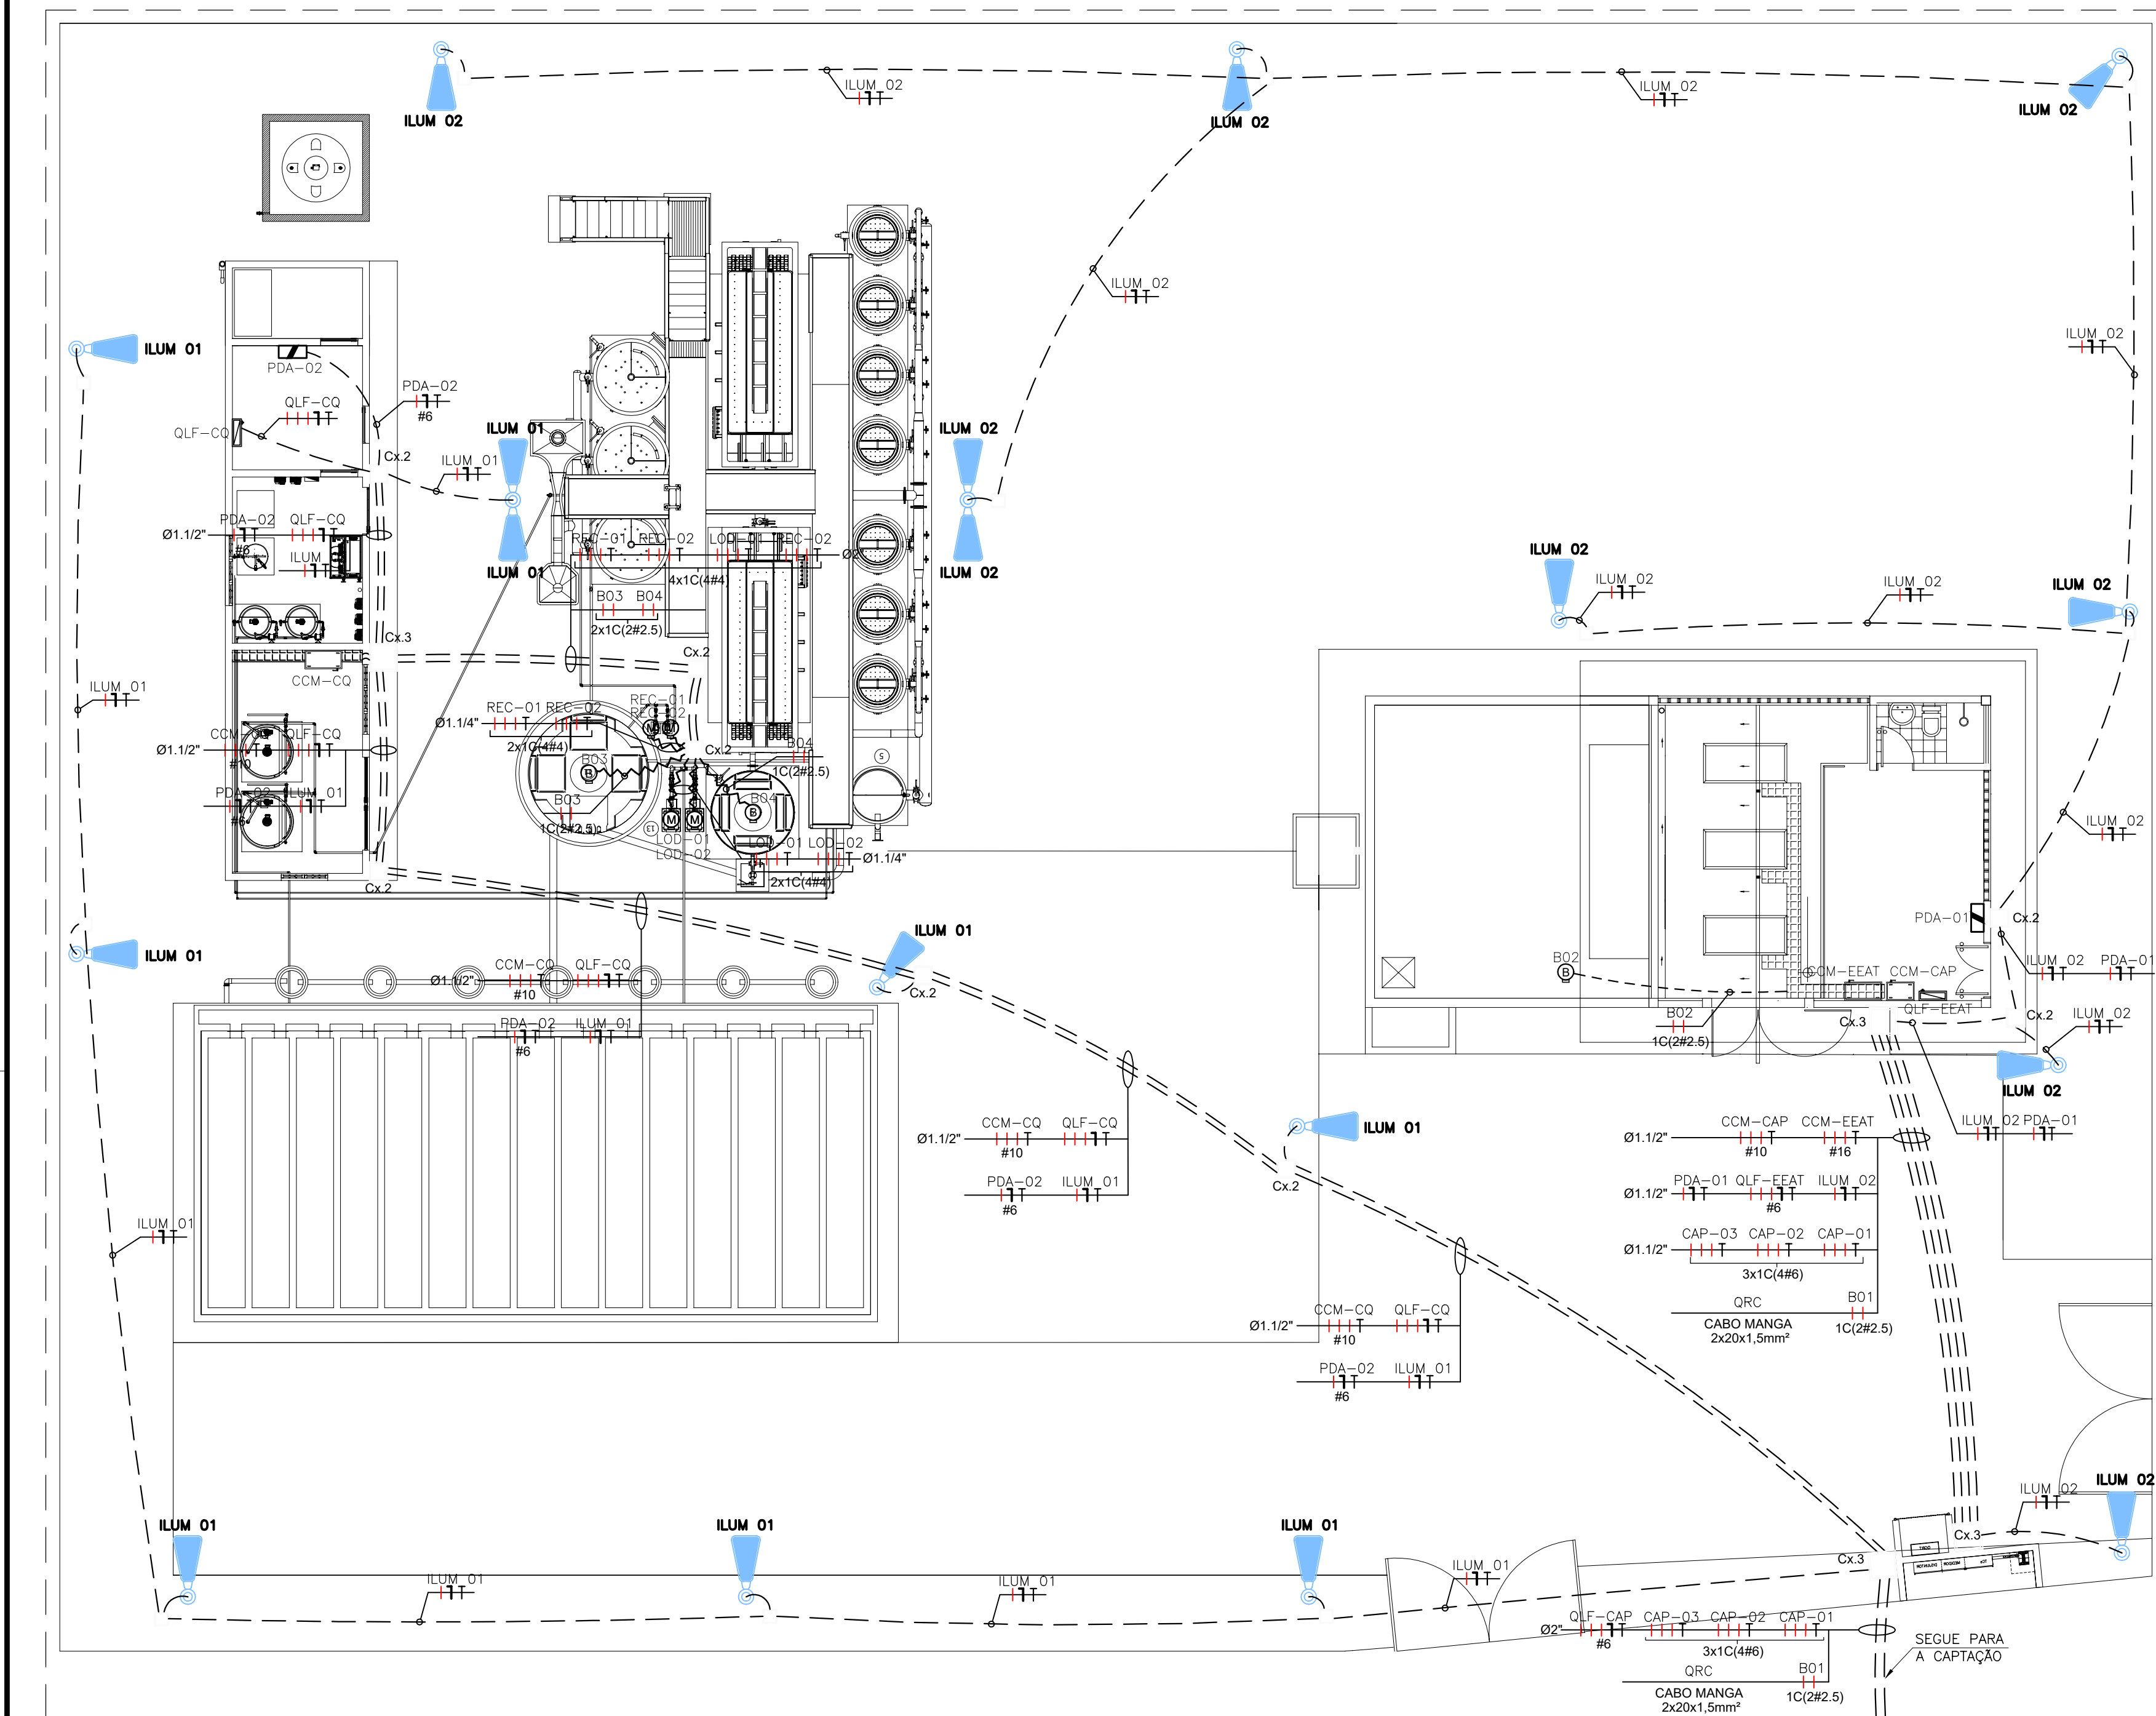 ILUM 02
ILUM_02
ILUM 02
ILUM_02
ILUM 02
ILUM_02
ILUM_02
ILUM 01
PDA-02
PDA-02
#6
QLF-CQ
QLF-CQ
Cx.2
ILUM_01
ILUM 01
ILUM 02
PDA-02 QLF-CQ
Ø1.1/2"
#6
ILUM
ILUM 01
ILUM 02
REC-01 REC-02 LOD-01 REC-02
Ø2"
4x1C(4#4)
B03 B04
2x1C(2#2.5)
ILUM 02
ILUM_02
ILUM_02
ILUM 02
Cx.3
Cx.2
CCM-CQ
ILUM_01
REC-01
REC-02
REC-01 REC-02
Ø1.1/4"
2x1C(4#4)
CCM-CQ QLF-CQ
Ø1.1/2"
#10
PDA-02 ILUM_01
#6
Cx.2
B04
1C(2#2.5)
B03
B
B03
1C(2#2.5)
B04
B
M M
M M
LOD-01
LOD-02
13
S
LOD-01 LOD-02
Ø1.1/4"
2x1C(4#4)
Cx.2
ILUM_02
PDA-01
Cx.2
ILUM 01
ILUM 01
Cx.2
CCM-CQ QLF-CQ
Ø1.1/2"
#10
PDA-02 ILUM_01
#6
B02
B
CCM-EEAT CCM-CAP
QLF-EEAT
B02
1C(2#2.5)
Cx.3
ILUM_02 PDA-01
Cx.2
ILUM_02
ILUM 02
ILUM_02 PDA-01
CCM-CQ QLF-CQ
Ø1.1/2"
#10
PDA-02 ILUM_01
#6
ILUM 01
Cx.2
CCM-CAP CCM-EEAT
Ø1.1/2"
#10 #16
PDA-01 QLF-EEAT ILUM_02
Ø1.1/2"
#6
CAP-03 CAP-02 CAP-01
Ø1.1/2"
3x1C(4#6)
QRC
B01
CABO MANGA
2x20x1,5mm²
1C(2#2.5)
ILUM_01
CCM-CQ QLF-CQ
Ø1.1/2"
#10
PDA-02 ILUM_01
#6
ILUM 02
ILUM_02
Cx.3
Cx.3
ILUM 01
ILUM 01
ILUM 01
ILUM_01
ILUM_01
ILUM_01
QLF-CAP CAP-03 CAP-02 CAP-01
Ø2"
#6
3x1C(4#6)
QRC
B01
CABO MANGA
2x20x1,5mm²
1C(2#2.5)
SEGUE PARA
A CAPTAÇÃO